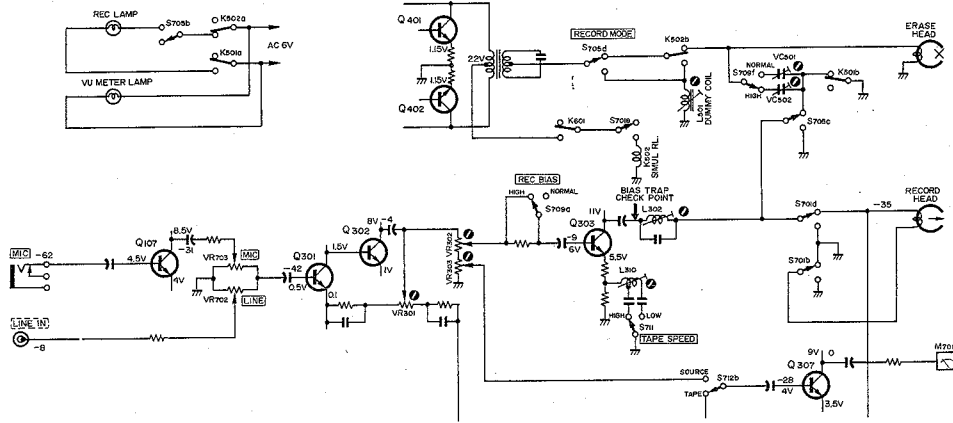 REC LAMP
S705b
K502a
K501a
AC 6V
VU METER LAMP
Q401
1.15V
1.15V
Q402
22V
RECORD MODE
S705d
K502b
L501
DUMMY COIL
K601
S701e
K502
SIMUL RL.
ERASE
HEAD
NORMAL
VC501
S709f
HIGH
VC502
K501b
S705c
REC BIAS
HIGH
NORMAL
S709a
BIAS TRAP
CHECK POINT
L302
11V
Q303
-9
6V
5.5V
L310
HIGH
LOW
S711
TAPE SPEED
S701d
-35
RECORD
HEAD
S701b
MIC
-62
Q107
8.5V
-31
4.5V
4V
VR703
MIC
VR702
LINE
LINE IN
-8
-42
0.5V
Q301
1.5V
0.1
Q302
8V
-4
1V
VR301
VR302
VR303
SOURCE
TAPE
S712b
-28
4V
Q307
9V
0
3.5V